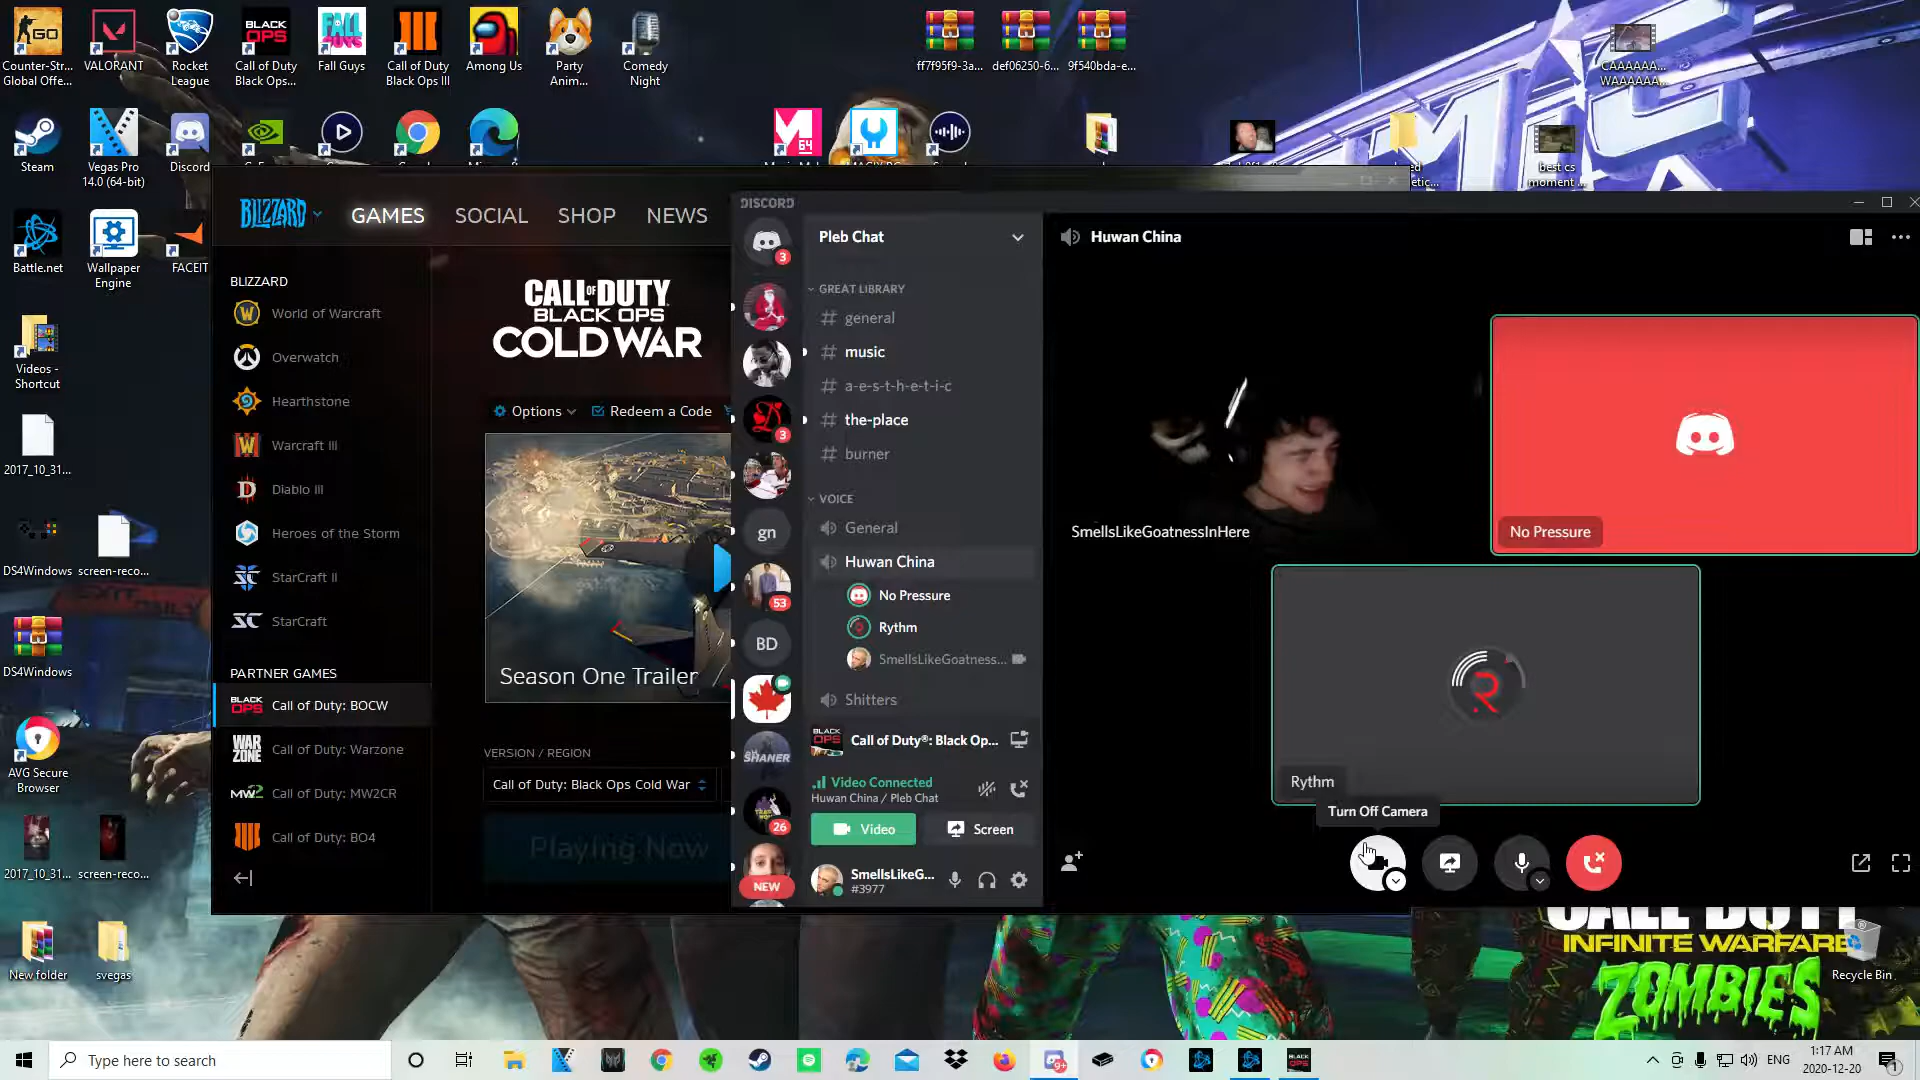 Counter-Str...
Global Offe...
VALORANT
Rocket
League
Call of Duty
Black Ops...
Fall Guys
Call of Duty
Black Ops III
Among Us
Party
Anim...
Comedy
Night
ff7f95f9-3a...
def06250-6...
9f540bda-e...
CAAAAAA...
WAAAAAA...
Steam
Vegas Pro
14.0 (64-bit)
Discord
best cs
moment ...
etic...
Battle.net
Wallpaper
Engine
FACEIT
Videos -
Shortcut
2017_10_31...
DS4Windows
screen-reco...
DS4Windows
AVG Secure
Browser
2017_10_31...
screen-reco...
New folder
svegas
BLIZZARD
GAMES
SOCIAL
SHOP
NEWS
BLIZZARD
World of Warcraft
Overwatch
Hearthstone
Warcraft III
Diablo III
Heroes of the Storm
StarCraft II
StarCraft
PARTNER GAMES
Call of Duty: BOCW
Call of Duty: Warzone
Call of Duty: MW2CR
Call of Duty: BO4
CALL OF DUTY
BLACK OPS
COLD WAR
Options
Redeem a Code
Season One Trailer
VERSION / REGION
Call of Duty: Black Ops Cold War
Playing Now
DISCORD
3
3
gn
53
BD
SHANER
26
NEW
Pleb Chat
GREAT LIBRARY
general
music
a-e-s-t-h-e-t-i-c
the-place
burner
VOICE
General
Huwan China
No Pressure
Rythm
SmellsLikeGoatness...
Shitters
Call of Duty®: Black Op...
Video Connected
Huwan China / Pleb Chat
Video
Screen
SmellsLikeG...
#3977
Huwan China
SmellsLikeGoatnessInHere
No Pressure
Rythm
Turn Off Camera
CALL OF DUTY
INFINITE WARFARE
ZOMBIES
Recycle Bin
Type here to search
ENG
1:17 AM
2020-12-20